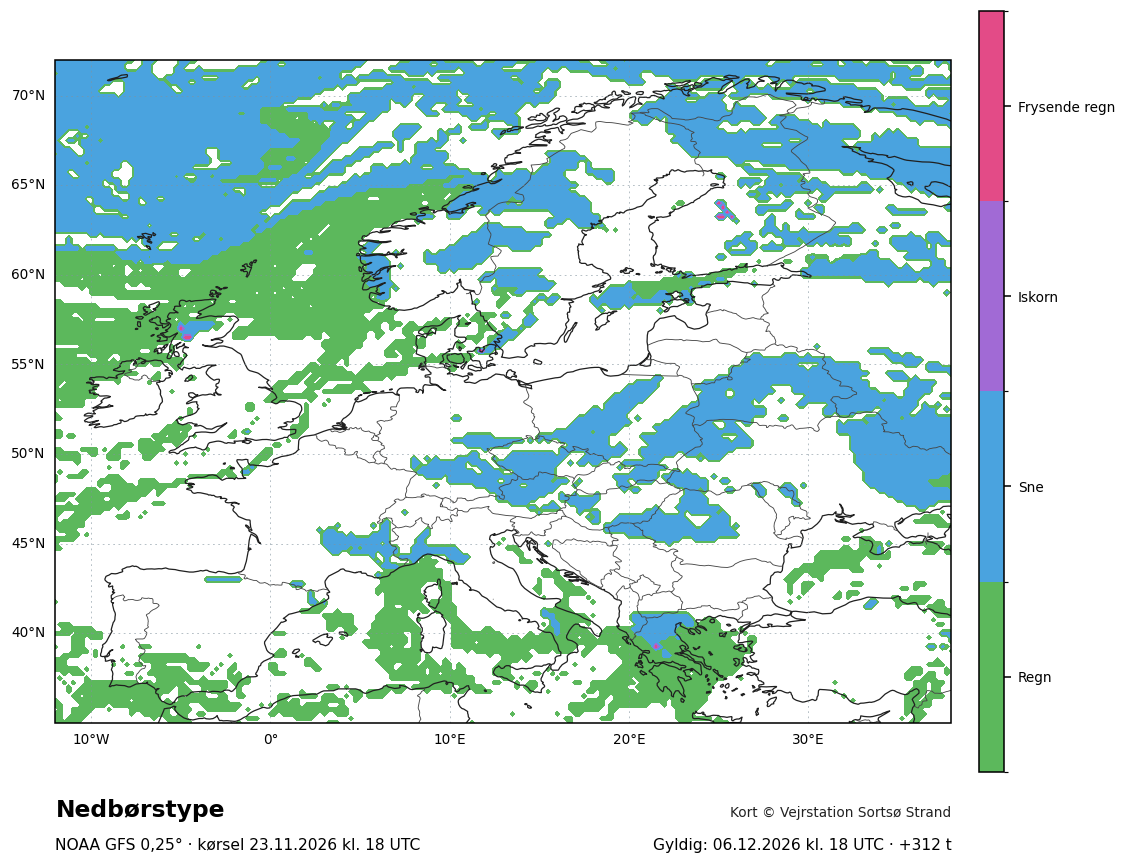 Frysende regn
Iskorn
Sne
Regn
70°N
65°N
60°N
55°N
50°N
45°N
40°N
10°W
0°
10°E
20°E
30°E
Nedbørstype
Kort © Vejrstation Sortsø Strand
NOAA GFS 0,25° · kørsel 23.11.2026 kl. 18 UTC
Gyldig: 06.12.2026 kl. 18 UTC · +312 t